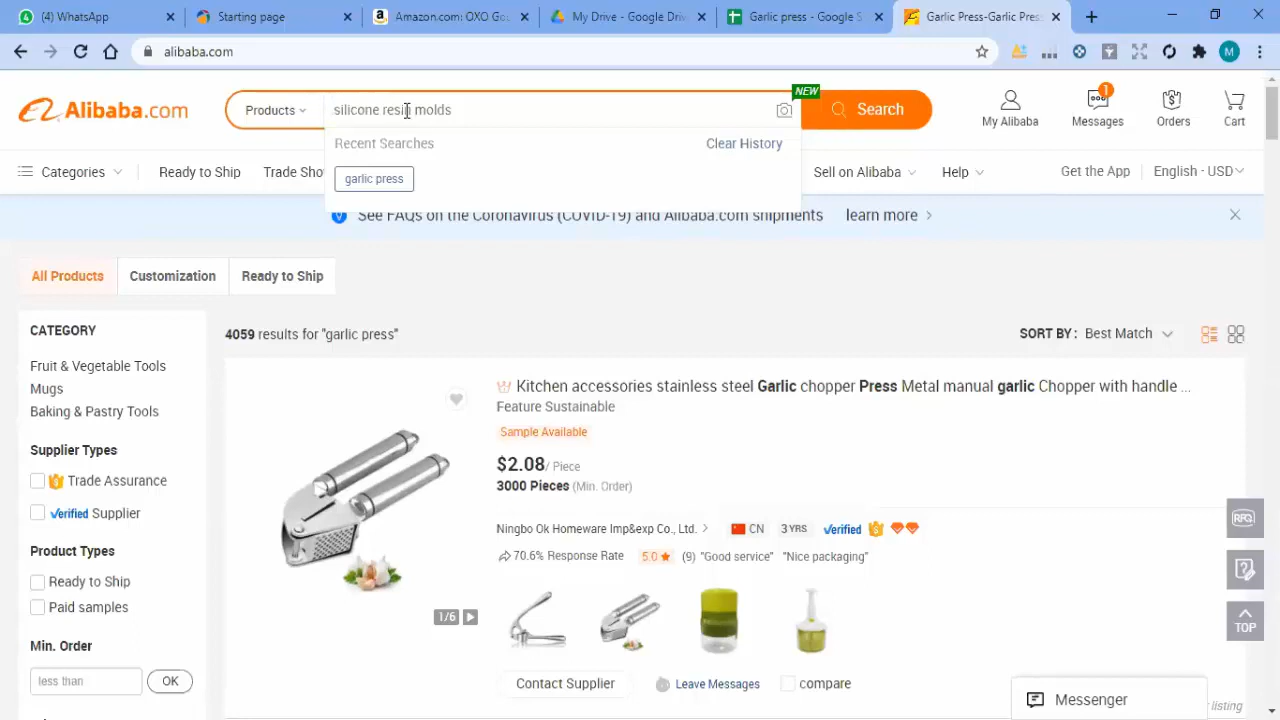 (4) WhatsApp
Starting page
Amazon.com: OXO Go
My Drive - Google Drive
Garlic press - Google S
Garlic Press-Garlic Press
alibaba.com
Alibaba.com
Products
silicone resin molds
NEW
Search
My Alibaba
1
Messages
Orders
Cart
Recent Searches
Clear History
garlic press
Categories
Ready to Ship
Trade Sho
Sell on Alibaba
Help
Get the App
English - USD
See FAQs on the Coronavirus (COVID-19) and Alibaba.com shipments
learn more
All Products
Customization
Ready to Ship
CATEGORY
Fruit & Vegetable Tools
Mugs
Baking & Pastry Tools
Supplier Types
Trade Assurance
Verified Supplier
Product Types
Ready to Ship
Paid samples
Min. Order
less than
OK
4059 results for "garlic press"
SORT BY : Best Match
Kitchen accessories stainless steel Garlic chopper Press Metal manual garlic Chopper with handle ...
Feature Sustainable
Sample Available
$2.08/ Piece
3000 Pieces (Min. Order)
Ningbo Ok Homeware Imp&exp Co., Ltd. CN 3 YRS Verified
70.6% Response Rate 5.0 (9) "Good service" "Nice packaging"
1/6
Contact Supplier
Leave Messages
compare
RFQ
TOP
Messenger
listing